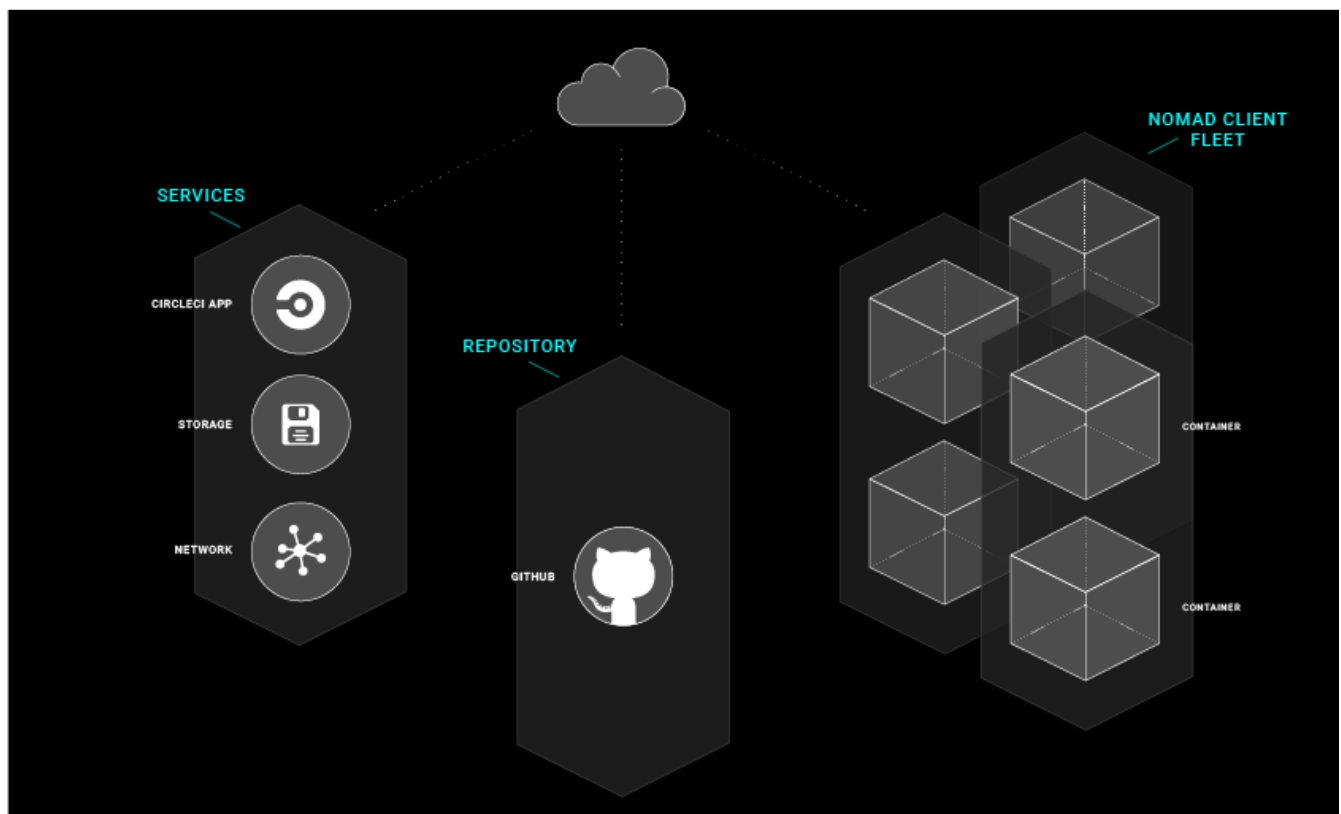 NOMAD CLIENT
FLEET
SERVICES
CIRCLECI APP
REPOSITORY
STORAGE
CONTAINER
NETWORK
GITHUB
CONTAINER